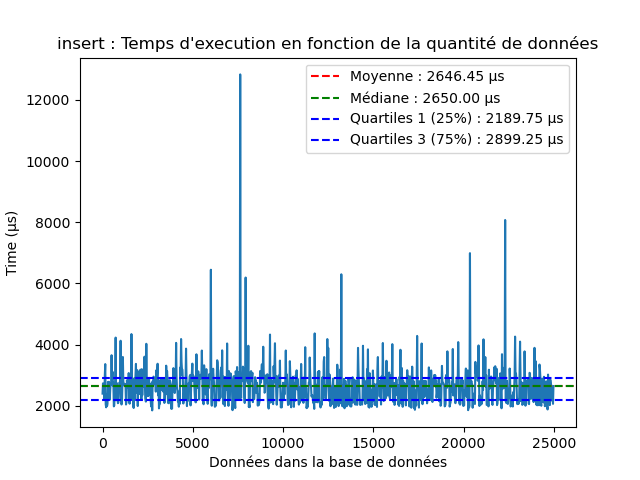 insert : Temps d'execution en fonction de la quantité de données
Moyenne : 2646.45 µs
Médiane : 2650.00 µs
Quartiles 1 (25%) : 2189.75 µs
Quartiles 3 (75%) : 2899.25 µs
12000
10000
8000
6000
4000
2000
Time (µs)
0 5000 10000 15000 20000 25000
Données dans la base de données